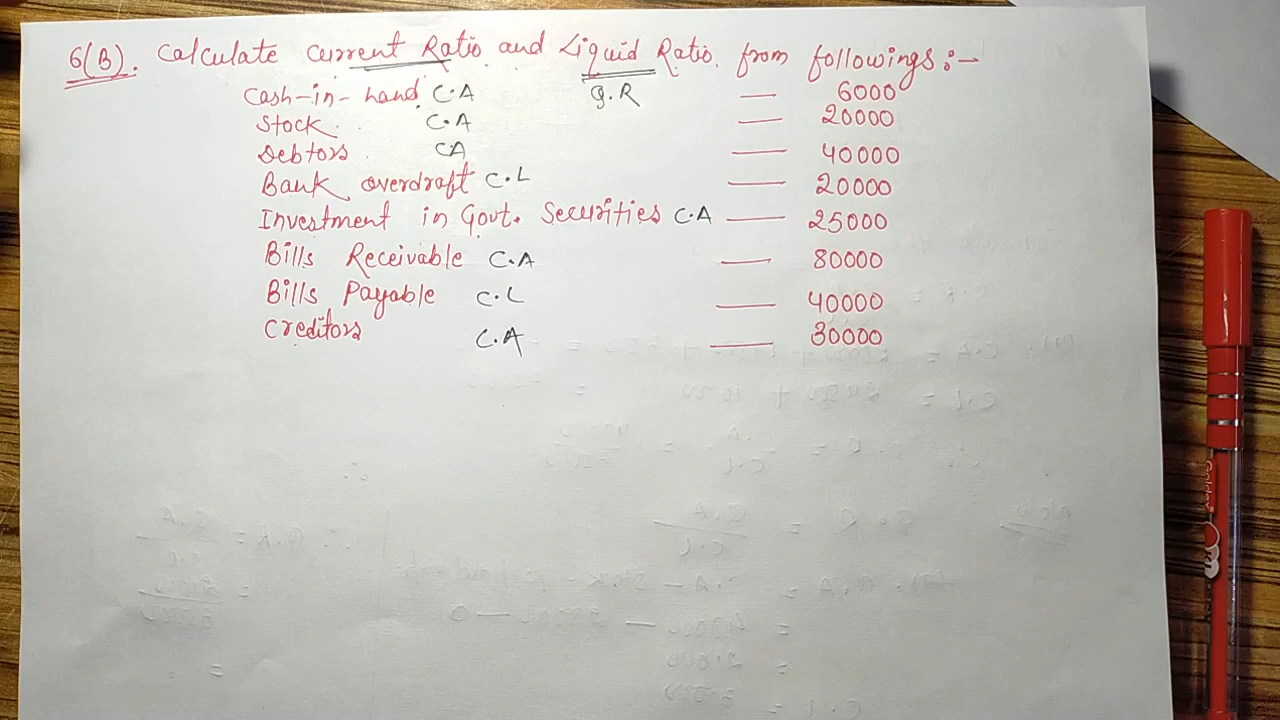 6(B). Calculate Current Ratio and Liquid Ratio. from followings:-
Cash-in-hand C.A Q.R — 6000
Stock C.A — 20000
Debtors CA — 40000
Bank overdraft C.L — 20000
Investment in Govt. Securities C.A — 25000
Bills Receivable C.A — 80000
Bills Payable C.L — 40000
Creditors C.A — 30000